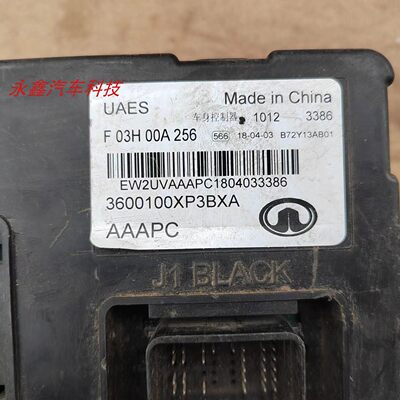 永鑫汽车科技
UAES
Made in China
车身控制器 1012 3386
F 03H 00A 256 566 18-04-03 B72Y13AB01
EW2UVAAAPC1804033386
3600100XP3BXA
AAAPC
J1 BLACK